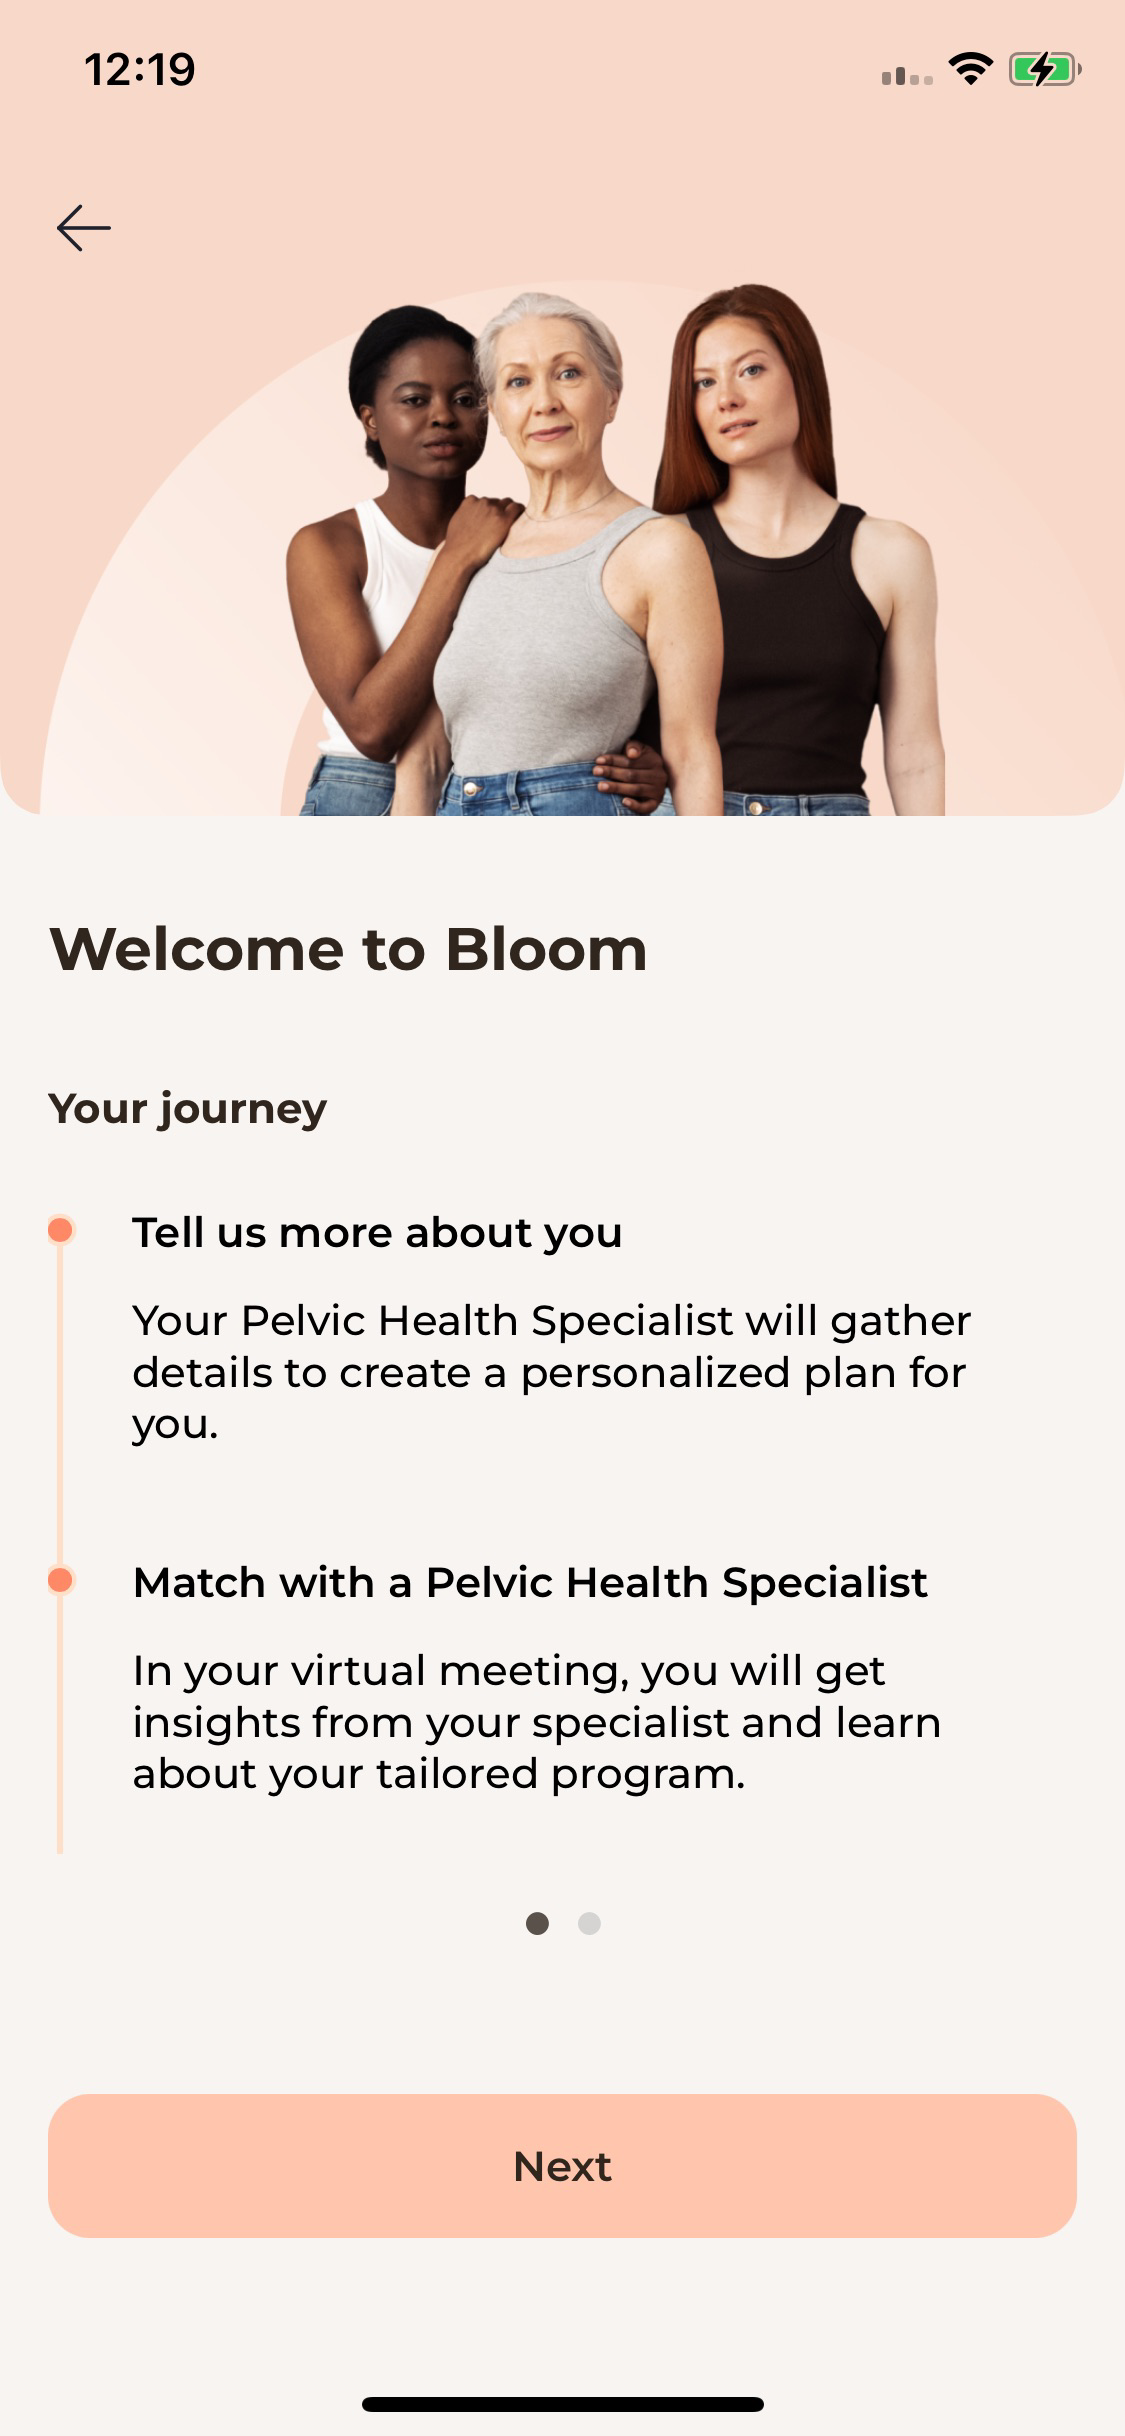 12:19
Welcome to Bloom
Your journey
Tell us more about you
Your Pelvic Health Specialist will gather
details to create a personalized plan for
you.
Match with a Pelvic Health Specialist
In your virtual meeting, you will get
insights from your specialist and learn
about your tailored program.
Next